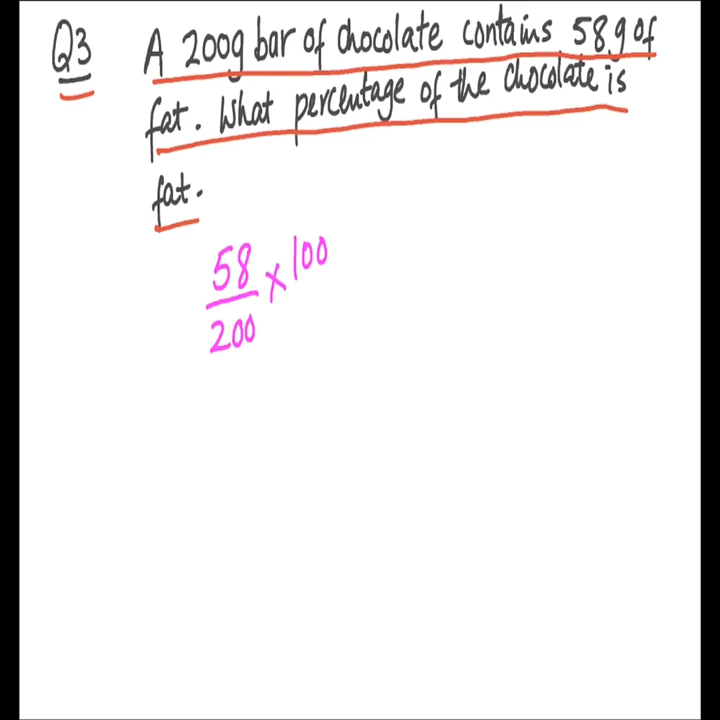 Q3 A 200g bar of chocolate contains 58g of
fat. What percentage of the chocolate is
fat.
58
200
× 100